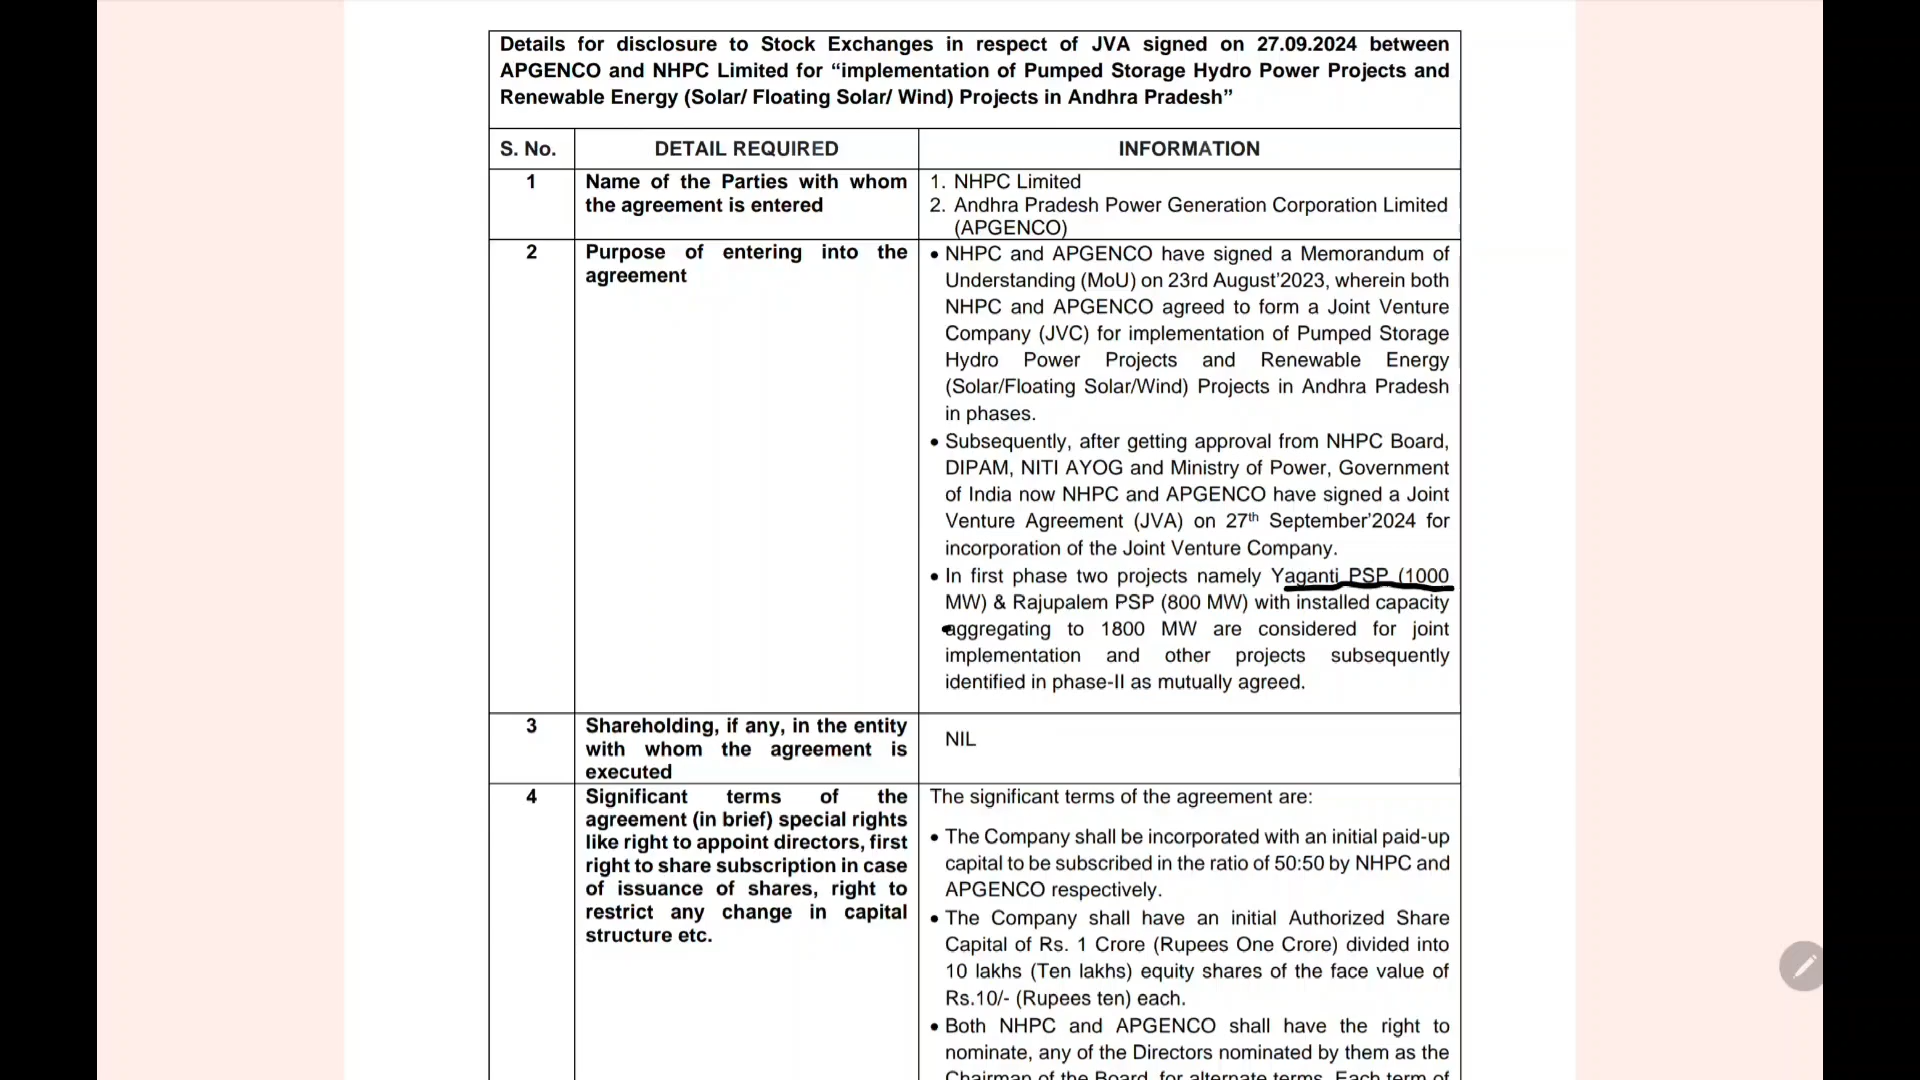 Details for disclosure to Stock Exchanges in respect of JVA signed on 27.09.2024 between
APGENCO and NHPC Limited for “implementation of Pumped Storage Hydro Power Projects and
Renewable Energy (Solar/ Floating Solar/ Wind) Projects in Andhra Pradesh”
S. No.
DETAIL REQUIRED
INFORMATION
1
Name of the Parties with whom
the agreement is entered
1. NHPC Limited
2. Andhra Pradesh Power Generation Corporation Limited
(APGENCO)
2
Purpose of entering into the
agreement
• NHPC and APGENCO have signed a Memorandum of
Understanding (MoU) on 23rd August’2023, wherein both
NHPC and APGENCO agreed to form a Joint Venture
Company (JVC) for implementation of Pumped Storage
Hydro Power Projects and Renewable Energy
(Solar/Floating Solar/Wind) Projects in Andhra Pradesh
in phases.
• Subsequently, after getting approval from NHPC Board,
DIPAM, NITI AYOG and Ministry of Power, Government
of India now NHPC and APGENCO have signed a Joint
Venture Agreement (JVA) on 27th September’2024 for
incorporation of the Joint Venture Company.
• In first phase two projects namely Yaganti PSP (1000
MW) & Rajupalem PSP (800 MW) with installed capacity
aggregating to 1800 MW are considered for joint
implementation and other projects subsequently
identified in phase-II as mutually agreed.
3
Shareholding, if any, in the entity
with whom the agreement is
executed
NIL
4
Significant terms of the
agreement (in brief) special rights
like right to appoint directors, first
right to share subscription in case
of issuance of shares, right to
restrict any change in capital
structure etc.
The significant terms of the agreement are:
• The Company shall be incorporated with an initial paid-up
capital to be subscribed in the ratio of 50:50 by NHPC and
APGENCO respectively.
• The Company shall have an initial Authorized Share
Capital of Rs. 1 Crore (Rupees One Crore) divided into
10 lakhs (Ten lakhs) equity shares of the face value of
Rs.10/- (Rupees ten) each.
• Both NHPC and APGENCO shall have the right to
nominate, any of the Directors nominated by them as the
Chairman of the Board, for alternate terms. Each term of